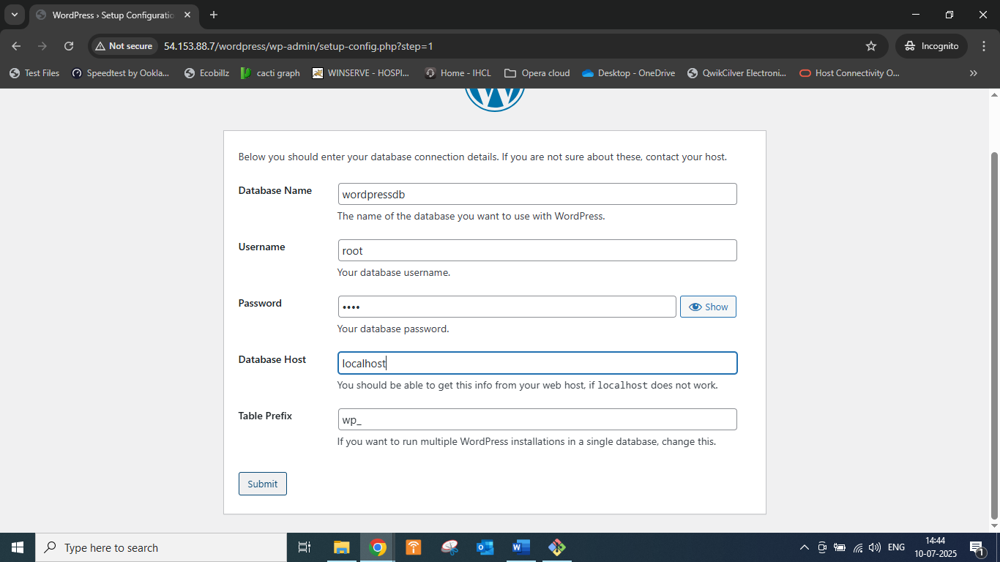 WordPress › Setup Configuratio
Not secure
54.153.88.7/wordpress/wp-admin/setup-config.php?step=1
Incognito
Test Files
Speedtest by Ookla...
Ecobillz
cacti graph
WINSERVE - HOSPI...
Home - IHCL
Opera cloud
Desktop - OneDrive
QwikCilver Electroni...
Host Connectivity O...
Below you should enter your database connection details. If you are not sure about these, contact your host.
Database Name
wordpressdb
The name of the database you want to use with WordPress.
Username
root
Your database username.
Password
••••
Show
Your database password.
Database Host
localhost
You should be able to get this info from your web host, if localhost does not work.
Table Prefix
wp_
If you want to run multiple WordPress installations in a single database, change this.
Submit
Type here to search
ENG
14:44
10-07-2025
1